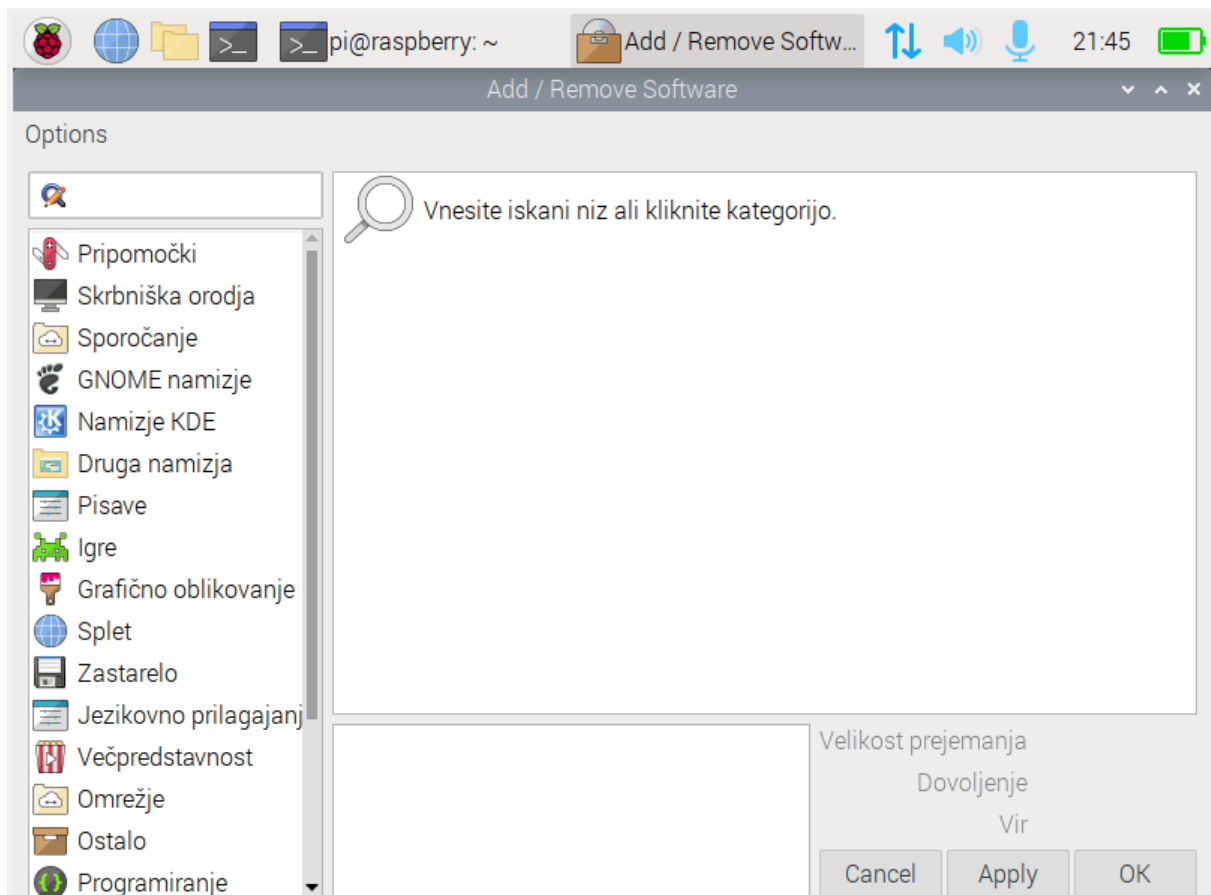 pi@raspberry: ~
Add / Remove Softw...
21:45
Add / Remove Software
Options
Vnesite iskani niz ali kliknite kategorijo.
Pripomočki
Skrbniška orodja
Sporočanje
GNOME namizje
Namizje KDE
Druga namizja
Pisave
Igre
Grafično oblikovanje
Splet
Zastarelo
Jezikovno prilagajanj
Večpredstavnost
Omrežje
Ostalo
Programiranje
Velikost prejemanja
Dovoljenje
Vir
Cancel Apply OK